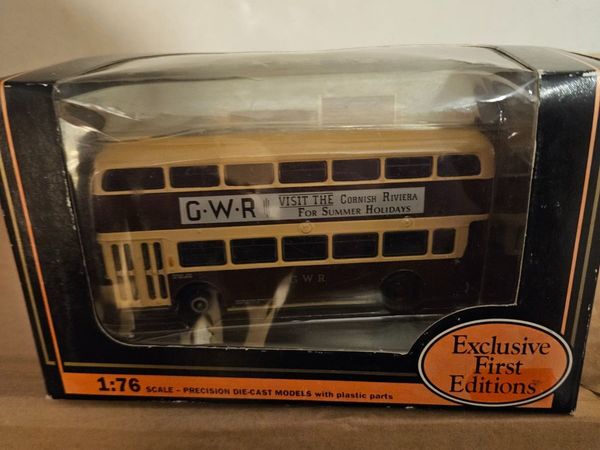 G·W·R VISIT THE CORNISH RIVIERA
FOR SUMMER HOLIDAYS
G W R
Exclusive
First
Editions
1:76 SCALE – PRECISION DIE-CAST MODELS with plastic parts